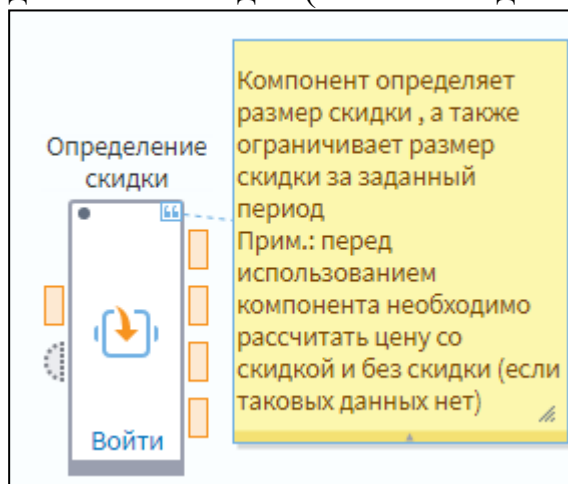 Определение
скидки
Войти
Компонент определяет
размер скидки , а также
ограничивает размер
скидки за заданный
период
Прим.: перед
использованием
компонента необходимо
рассчитать цену со
скидкой и без скидки (если
таковых данных нет)